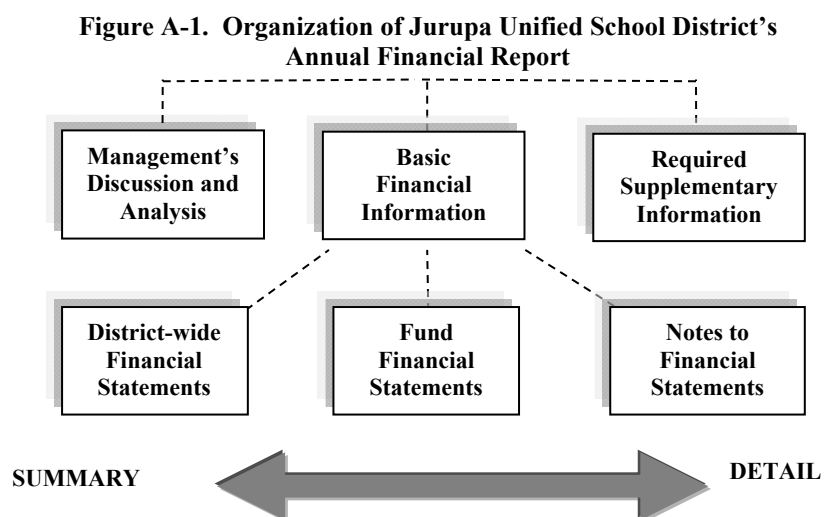 Figure A-1. Organization of Jurupa Unified School District's
Annual Financial Report
Management's
Discussion and
Analysis
Basic
Financial
Information
Required
Supplementary
Information
District-wide
Financial
Statements
Fund
Financial
Statements
Notes to
Financial
Statements
SUMMARY
DETAIL